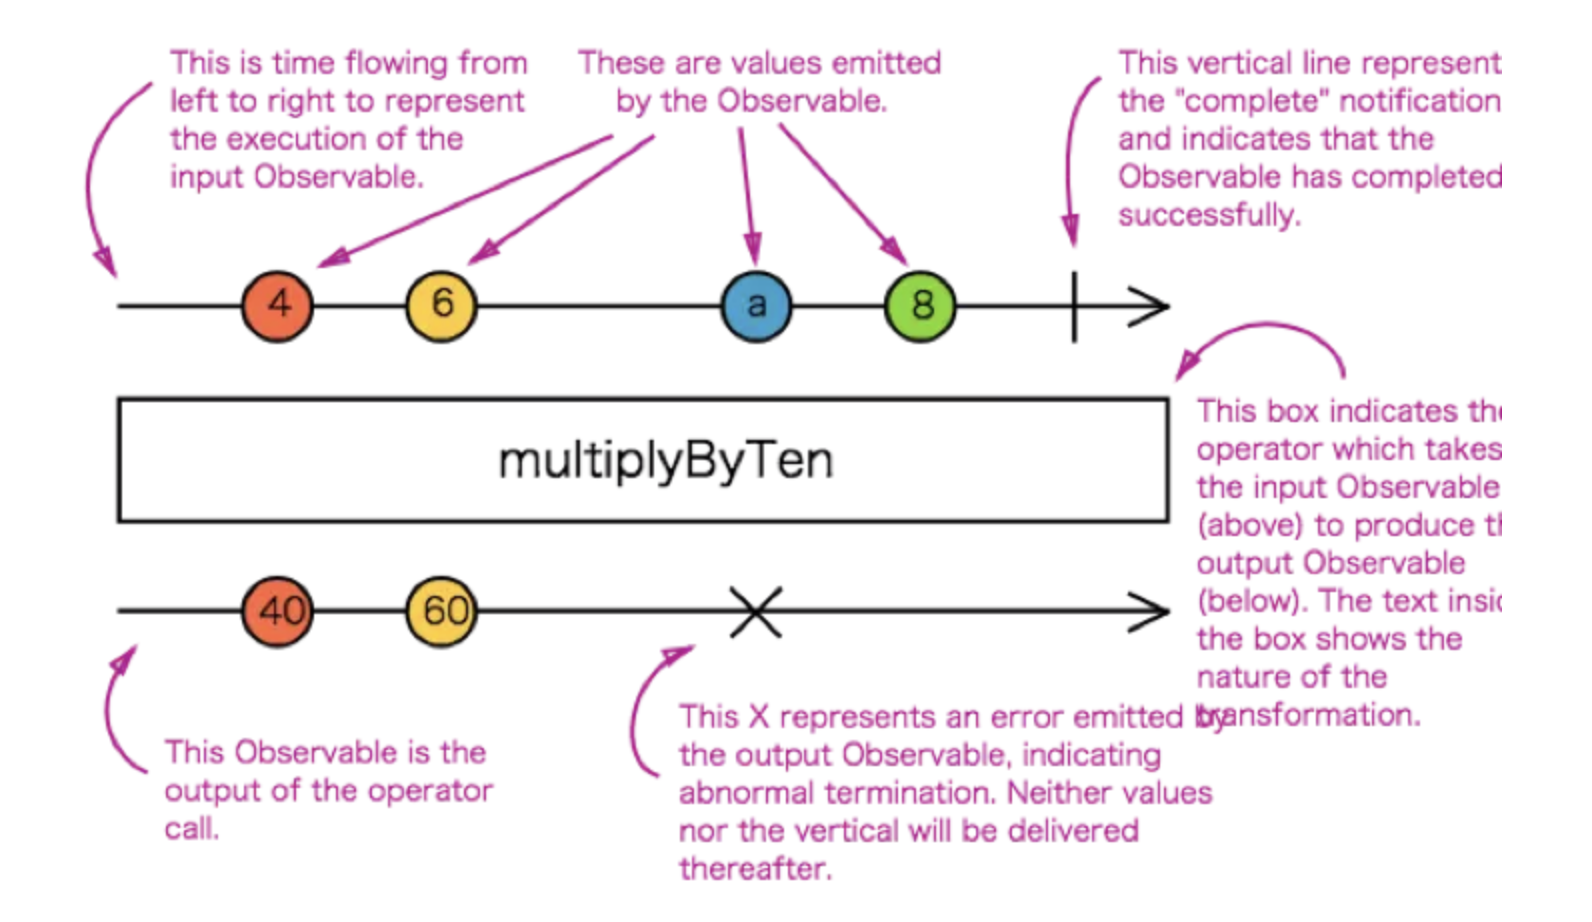 This is time flowing from
left to right to represent
the execution of the
input Observable.
These are values emitted
by the Observable.
This vertical line represent
the "complete" notification
and indicates that the
Observable has completed
successfully.
4
6
a
8
multiplyByTen
This box indicates the
operator which takes
the input Observable
(above) to produce th
output Observable
(below). The text insid
the box shows the
nature of the
transformation.
40
60
This Observable is the
output of the operator
call.
This X represents an error emitted by
the output Observable, indicating
abnormal termination. Neither values
nor the vertical will be delivered
thereafter.